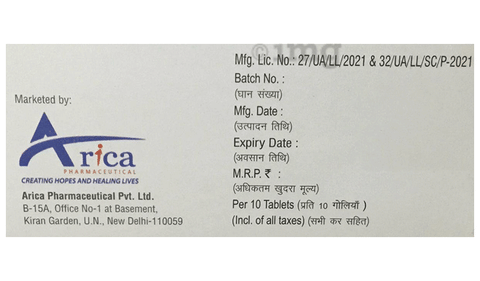 Mfg. Lic. No.: 27/UA/LL/2021 & 32/UA/LL/SC/P-2021
Batch No. :
(घान संख्या)
Mfg. Date :
(उत्पादन तिथि)
Expiry Date :
(अवसान तिथि)
M.R.P. ₹ :
(अधिकतम खुदरा मूल्य)
Per 10 Tablets (प्रति 10 गोलियाँ )
(Incl. of all taxes) (सभी कर सहित)
Marketed by:
Arica
PHARMACEUTICAL
CREATING HOPES AND HEALING LIVES
Arica Pharmaceutical Pvt. Ltd.
B-15A, Office No-1 at Basement,
Kiran Garden, U.N., New Delhi-110059